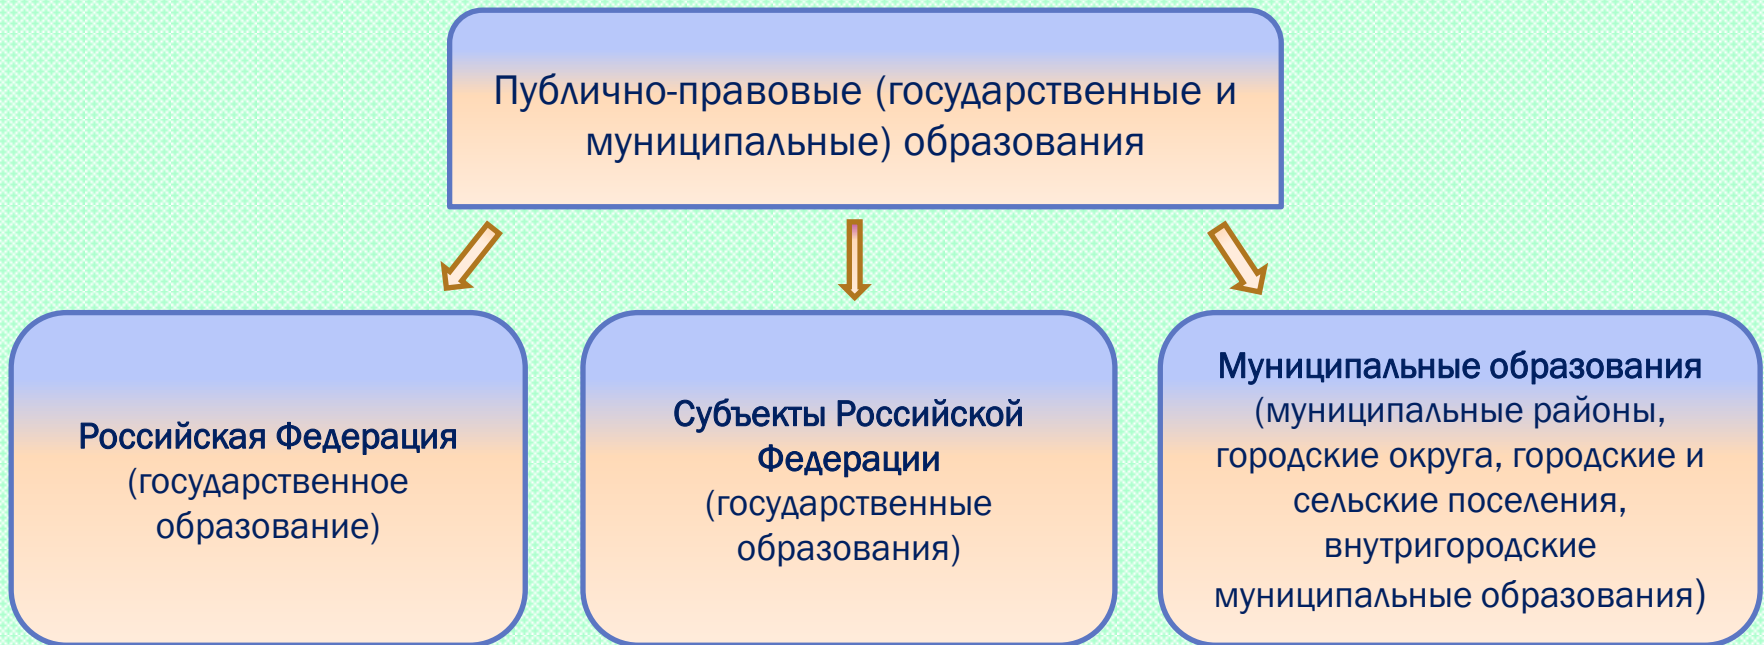 Публично-правовые (государственные и
муниципальные) образования
Российская Федерация
(государственное
образование)
Субъекты Российской
Федерации
(государственные
образования)
Муниципальные образования
(муниципальные районы,
городские округа, городские и
сельские поселения,
внутригородские
муниципальные образования)